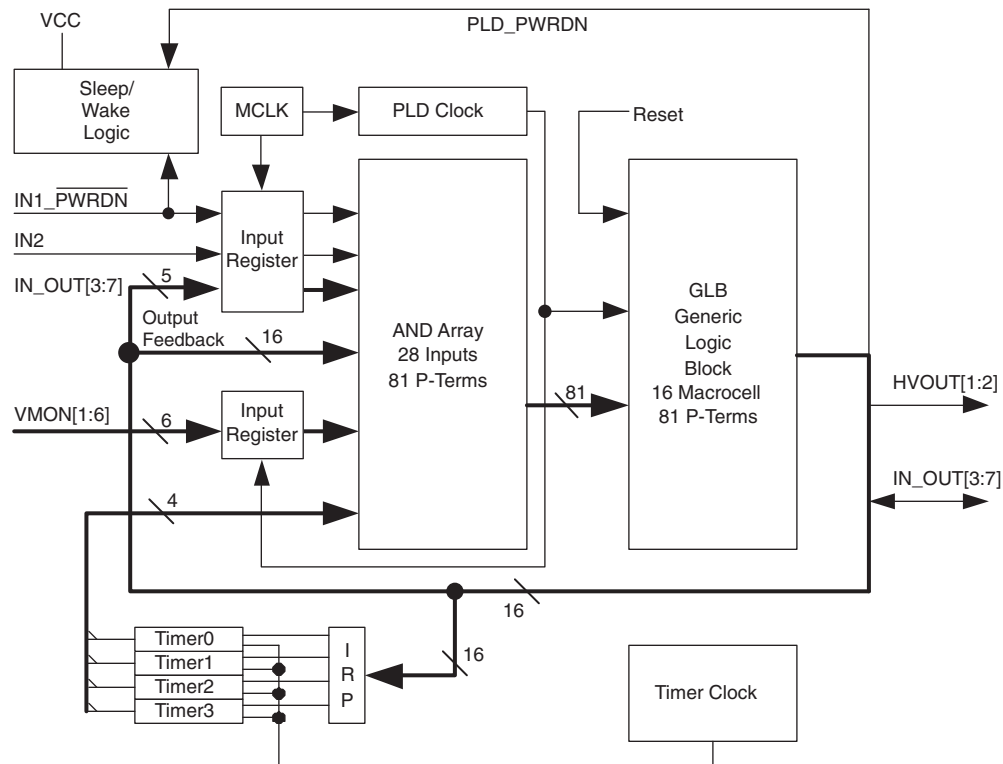 VCC
PLD_PWRDN
Sleep/
Wake
Logic
MCLK
PLD Clock
Reset
IN1_PWRDN
IN2
IN_OUT[3:7]
5
Input
Register
Output
Feedback
16
AND Array
28 Inputs
81 P-Terms
GLB
Generic
Logic
Block
16 Macrocell
81 P-Terms
81
HVOUT[1:2]
VMON[1:6]
6
Input
Register
IN_OUT[3:7]
4
16
16
Timer0
Timer1
Timer2
Timer3
I
R
P
Timer Clock